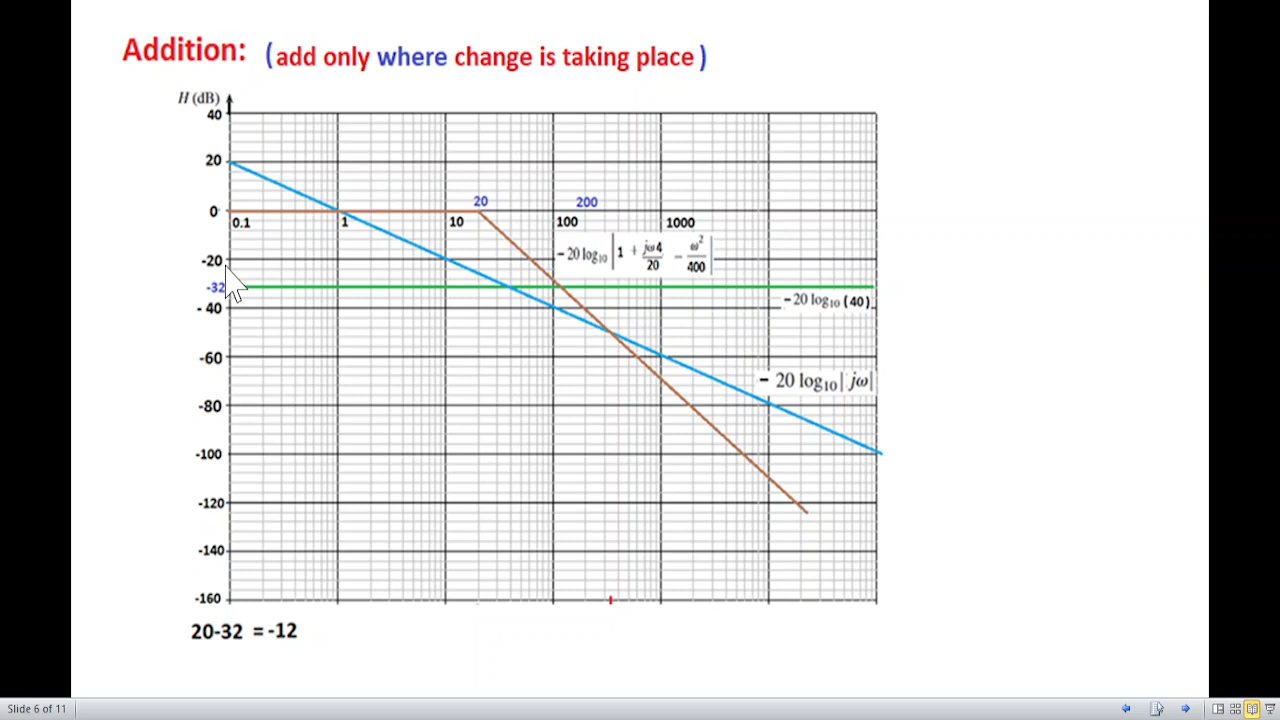 Addition: (add only where change is taking place)
H (dB)
40
20
0
20
200
0.1
1
10
100
1000
- 20 log10 | 1 + jω4/20 - ω²/400 |
-20
-32
- 20 log10 (40)
- 40
-60
- 20 log10 | jω |
-80
-100
-120
-140
-160
20-32 = -12
Slide 6 of 11